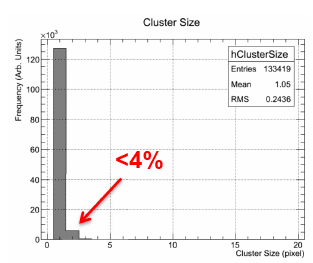 Cluster Size
×10³
hClusterSize
Entries 133419
Mean 1.05
RMS 0.2436
Frequency (Arb. Units)
120
100
80
60
40
20
0
<4%
0 5 10 15 20
Cluster Size (pixel)